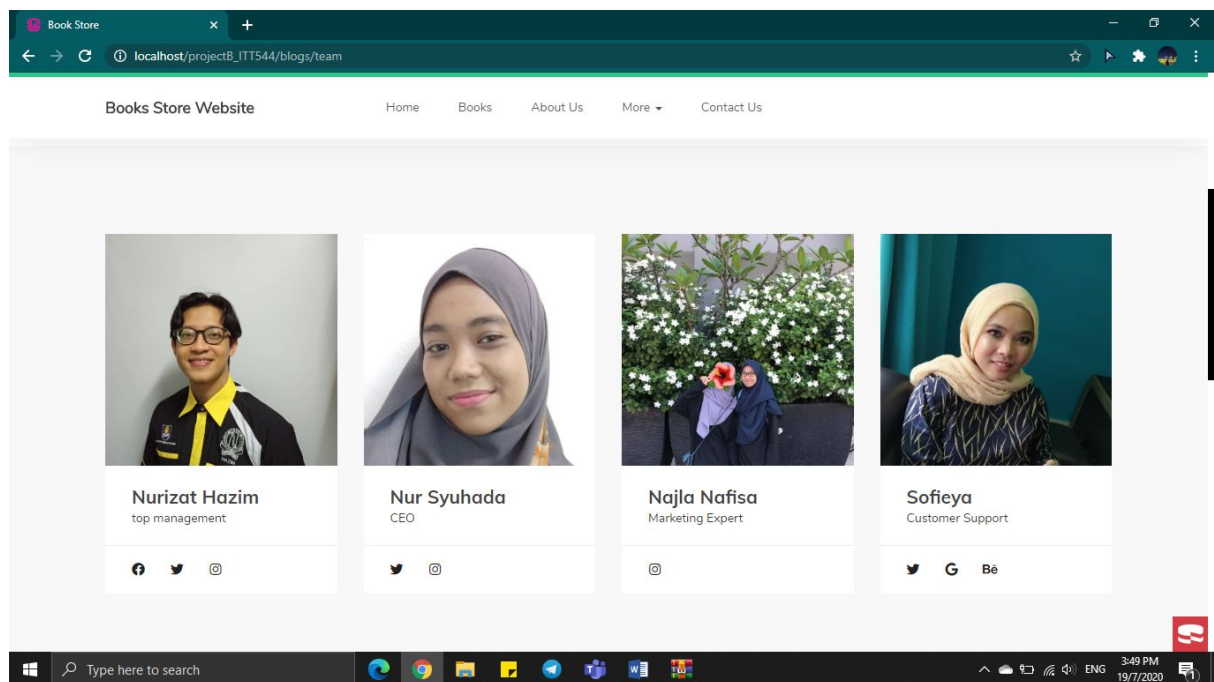 Book Store
localhost/projectB_ITT544/blogs/team
Books Store Website
Home Books About Us More Contact Us
Nurizat Hazim
top management
Nur Syuhada
CEO
Najla Nafisa
Marketing Expert
Sofieya
Customer Support
G Bē
Type here to search
ENG
3:49 PM
19/7/2020
1